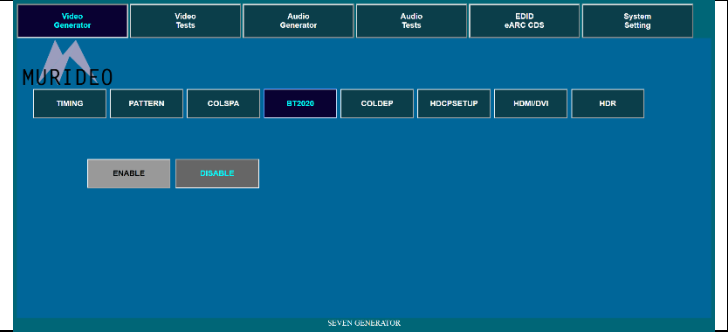 Video Generator
Video Tests
Audio Generator
Audio Tests
EDID eARC CDS
System Setting
MURIDEO
TIMING
PATTERN
COLSPA
BT2020
COLDEP
HDCPSETUP
HDMI/DVI
HDR
ENABLE
DISABLE
SEVEN GENERATOR